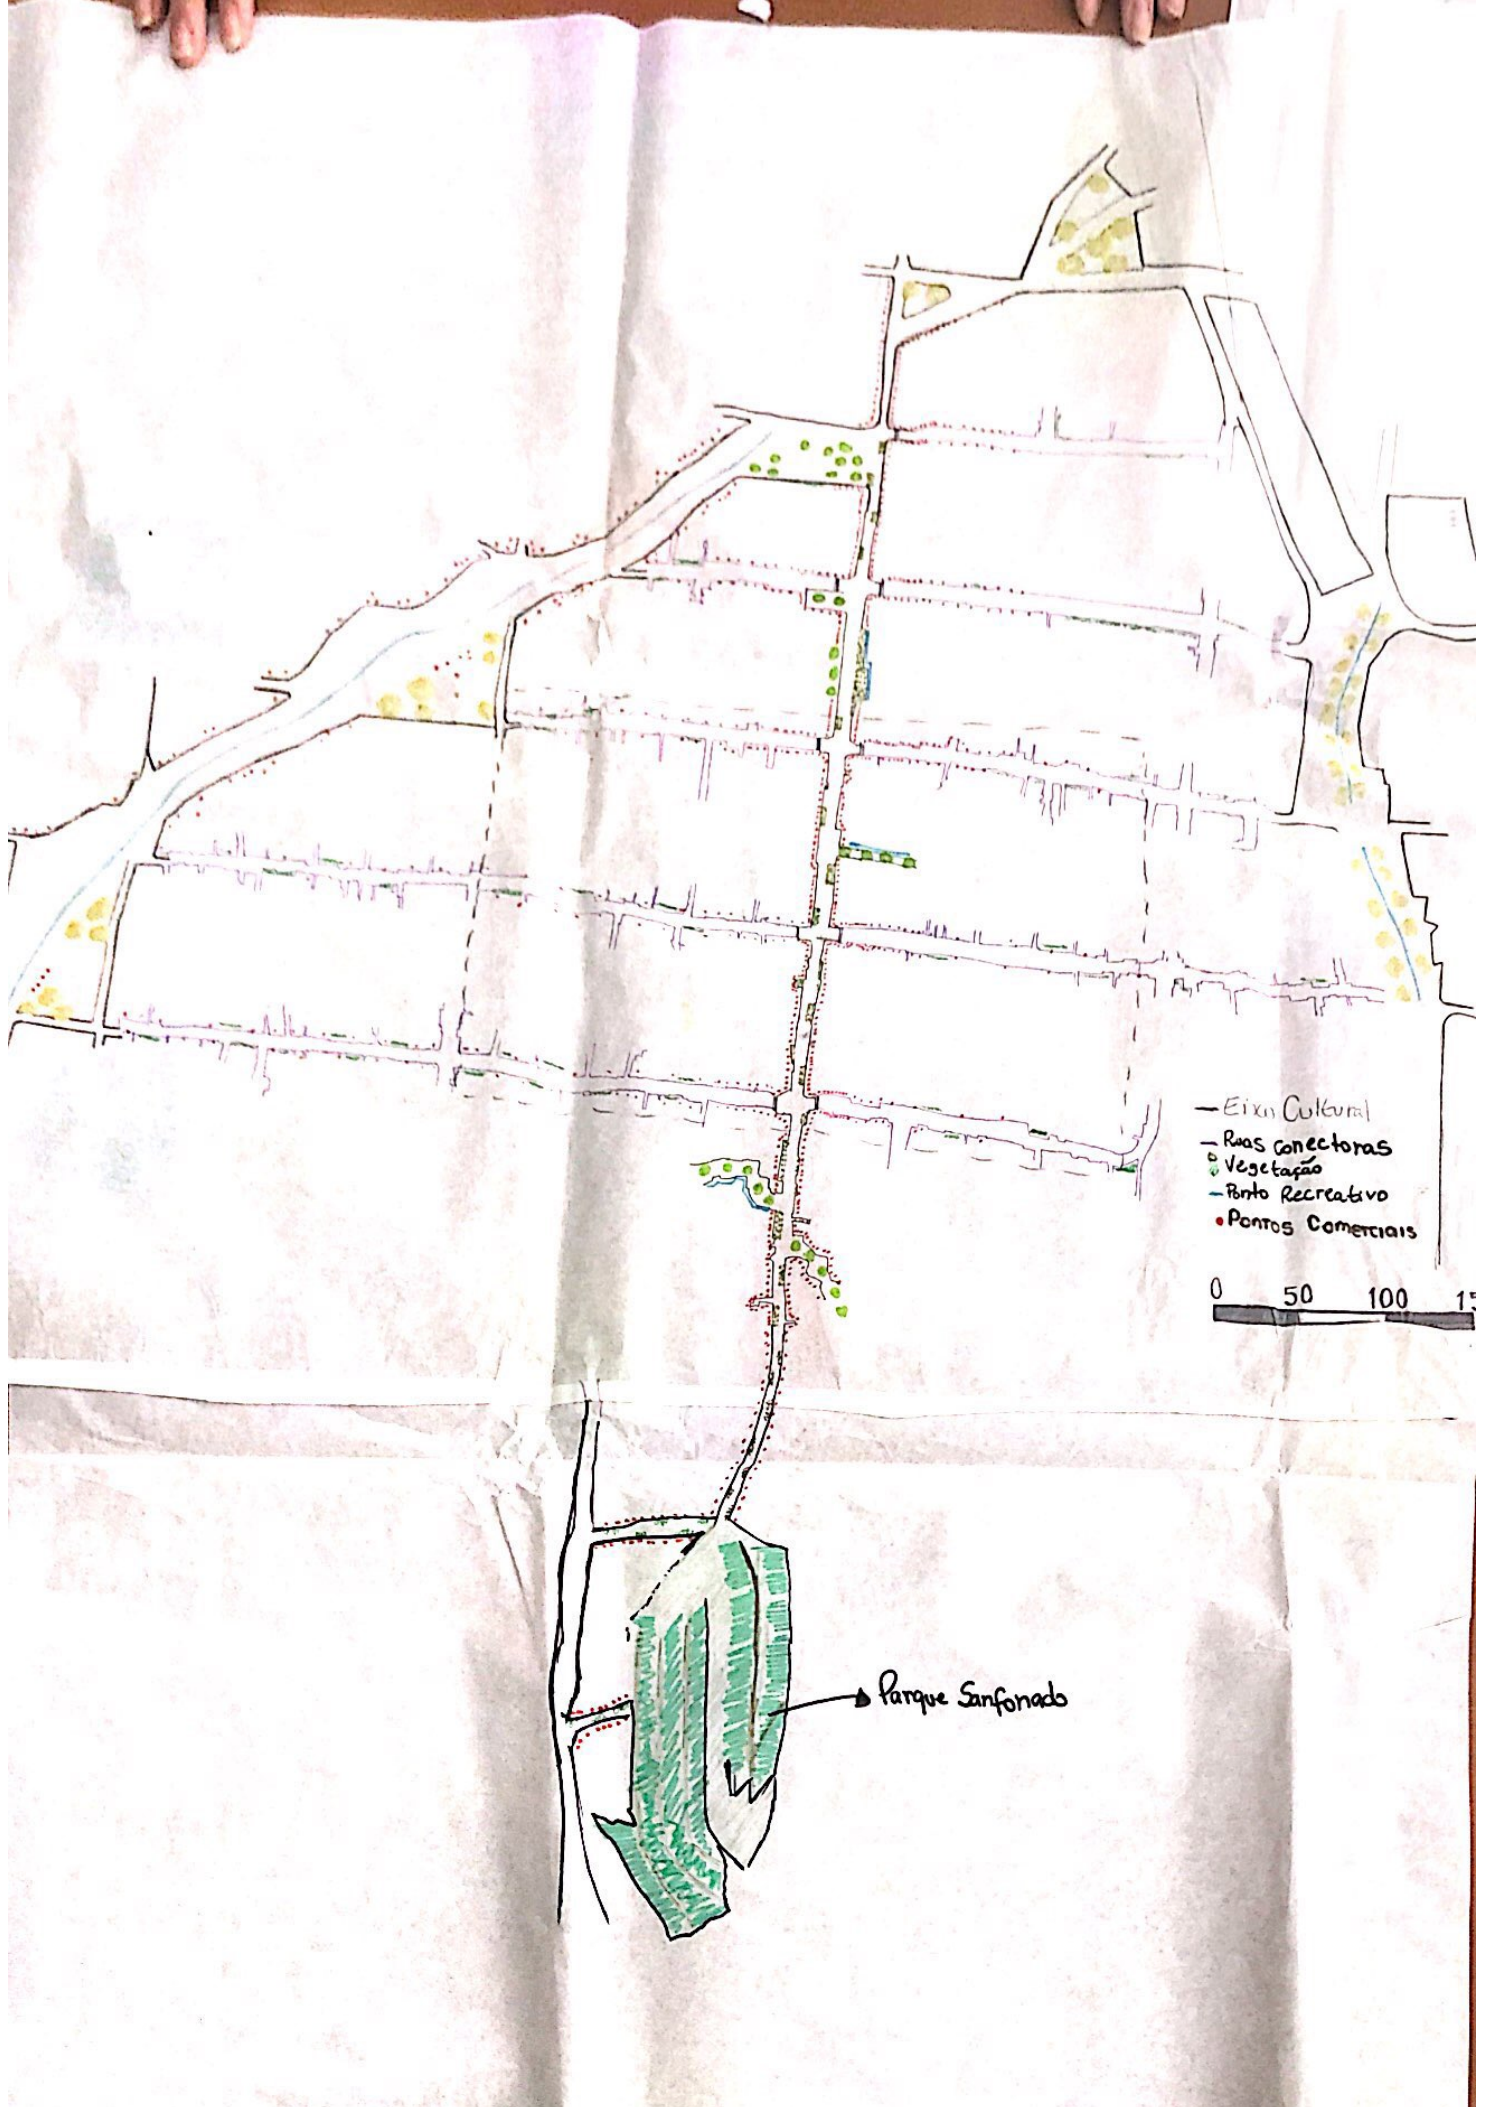 Eixo Cultural
Ruas conectoras
Vegetação
Ponto Recreativo
Pontos Comerciais
0 50 100
Parque Sanfonado